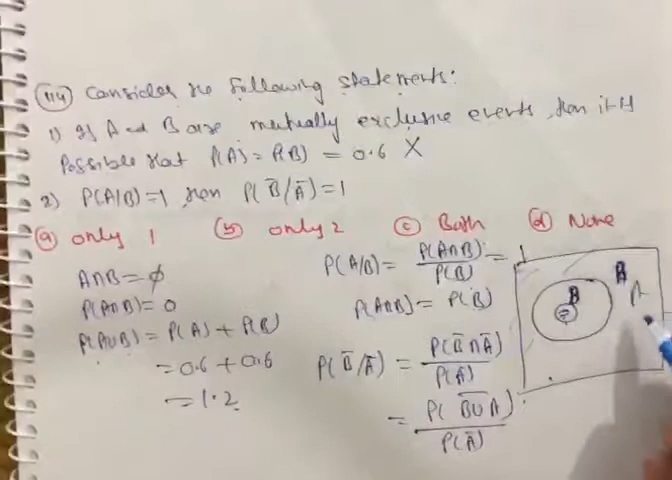 (114) Consider the following statements:
1) If A and B are mutually exclusive events, then it is
possible that P(A) = P(B) = 0.6 X
2) P(A/B)=1, then P(B̅/A̅)=1
(a) only 1 (b) only 2 (c) Both (d) None
A∩B = ϕ
P(A∩B) = 0
P(A∪B) = P(A) + P(B)
= 0.6 + 0.6
= 1.2
P(A/B) = P(A∩B)/P(B) = 1
P(A∩B) = P(B)
P(B̅/A̅) = P(B̅∩A̅)/P(A̅)
= P(\overline{B∪A})/P(A̅)
B
A